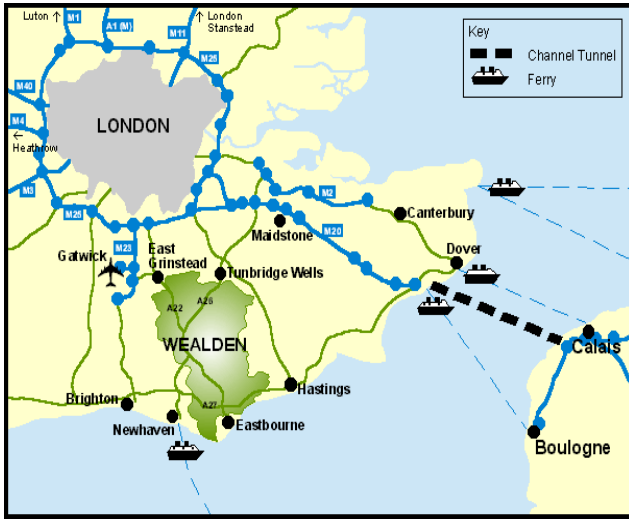 Luton ↑
M1
A1 (M)
↑ London
Stanstead
M11
M25
Key
Channel Tunnel
Ferry
M40
M4
←
Heathrow
LONDON
M3
M25
M2
Canterbury
M20
Maidstone
Dover
M23
Gatwick
East
Grinstead
Tunbridge Wells
A22
A26
WEALDEN
Calais
Hastings
Brighton
A27
Newhaven
Eastbourne
Boulogne